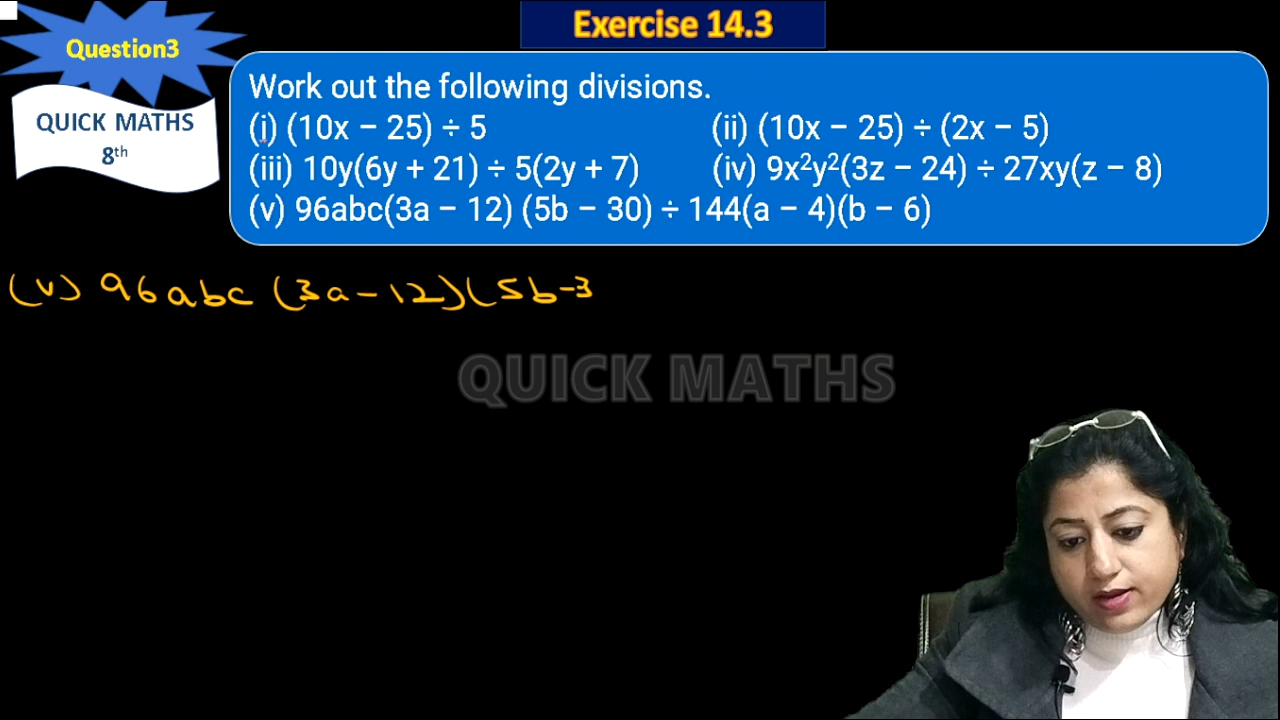 Exercise 14.3
Question3
QUICK MATHS
8th
Work out the following divisions.
(i) (10x − 25) ÷ 5 (ii) (10x − 25) ÷ (2x − 5)
(iii) 10y(6y + 21) ÷ 5(2y + 7) (iv) 9x²y²(3z − 24) ÷ 27xy(z − 8)
(v) 96abc(3a − 12) (5b − 30) ÷ 144(a − 4)(b − 6)
(v) 96abc (3a-12)(5b-3
QUICK MATHS